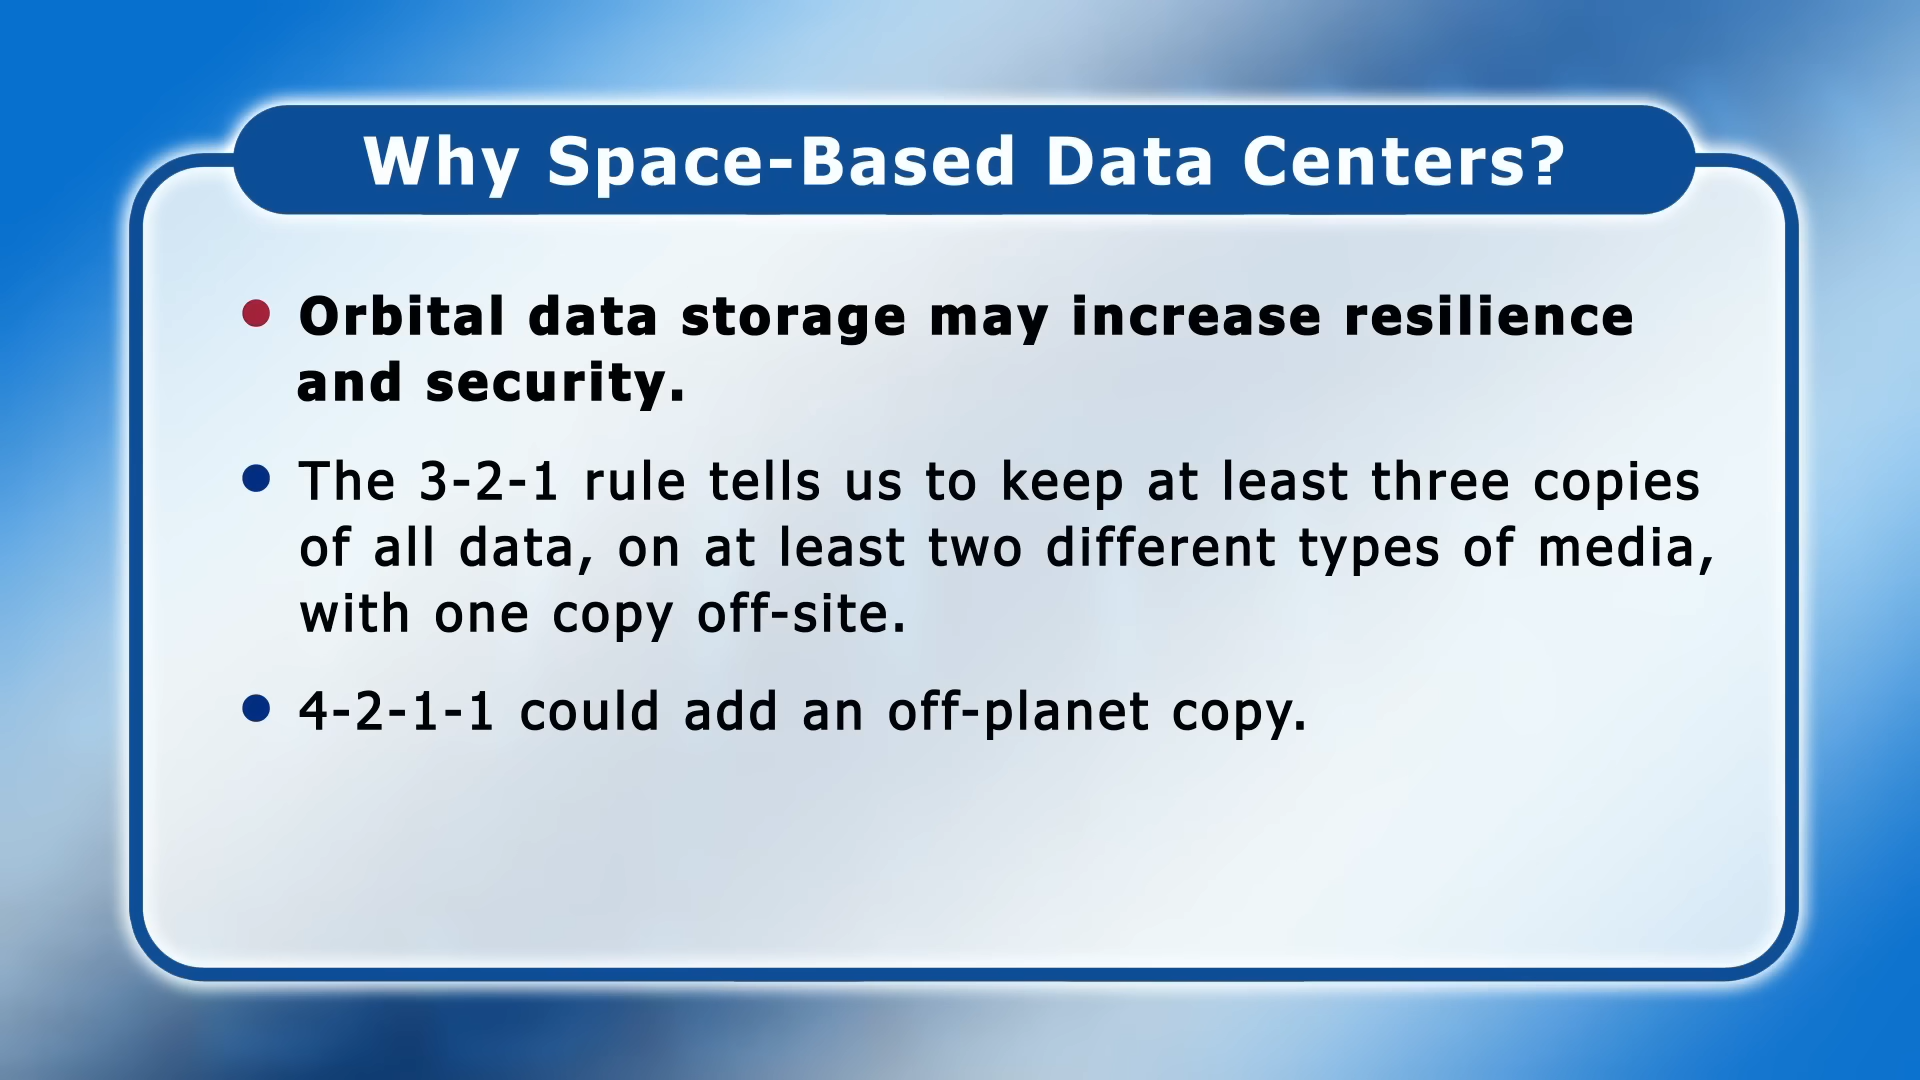 Why Space-Based Data Centers?
• Orbital data storage may increase resilience
and security.
• The 3-2-1 rule tells us to keep at least three copies
of all data, on at least two different types of media,
with one copy off-site.
• 4-2-1-1 could add an off-planet copy.